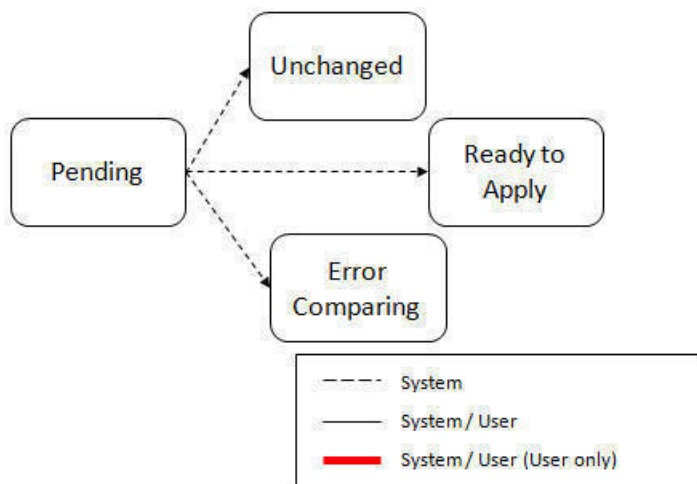 Unchanged
Pending
Ready to
Apply
Error
Comparing
System
System / User
System / User (User only)